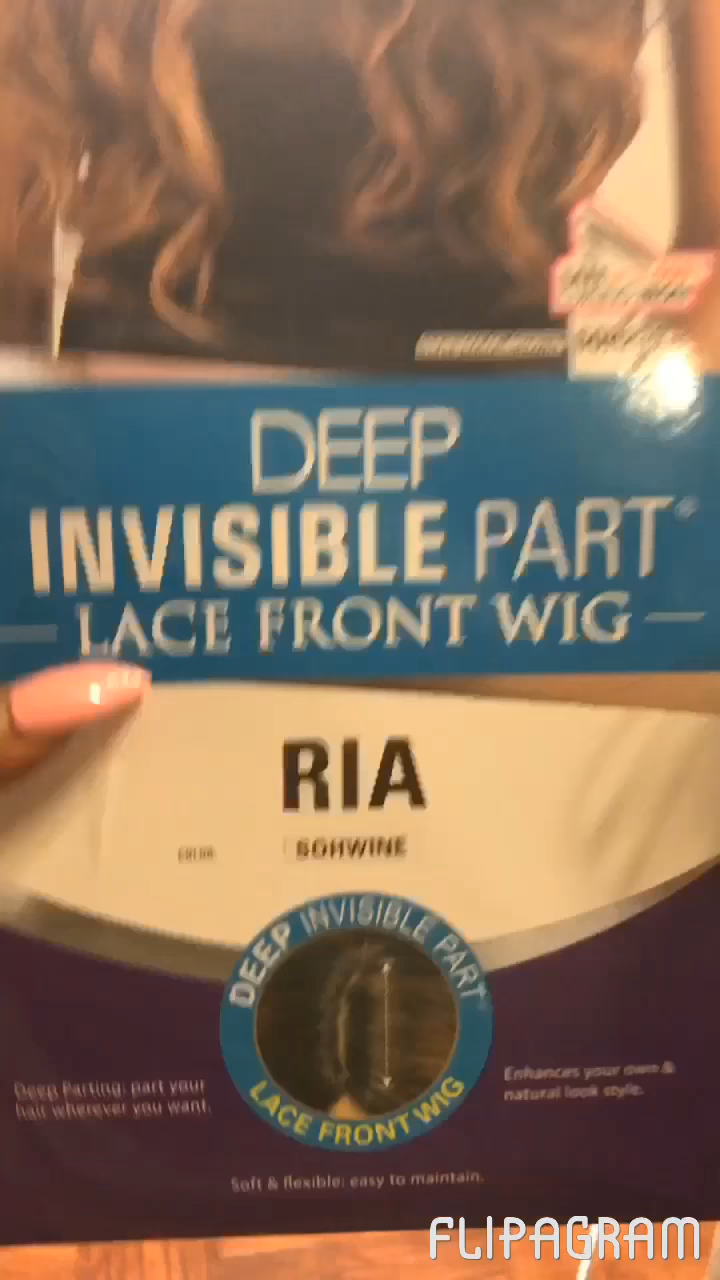 DEEP
INVISIBLE PART
LACE FRONT WIG
RIA
COLOR
SOHWINE
DEEP INVISIBLE PART
LACE FRONT WIG
Deep Parting: part your
hair wherever you want.
Enhances your own &
natural look style.
Soft & flexible: easy to maintain.
FLIPAGRAM